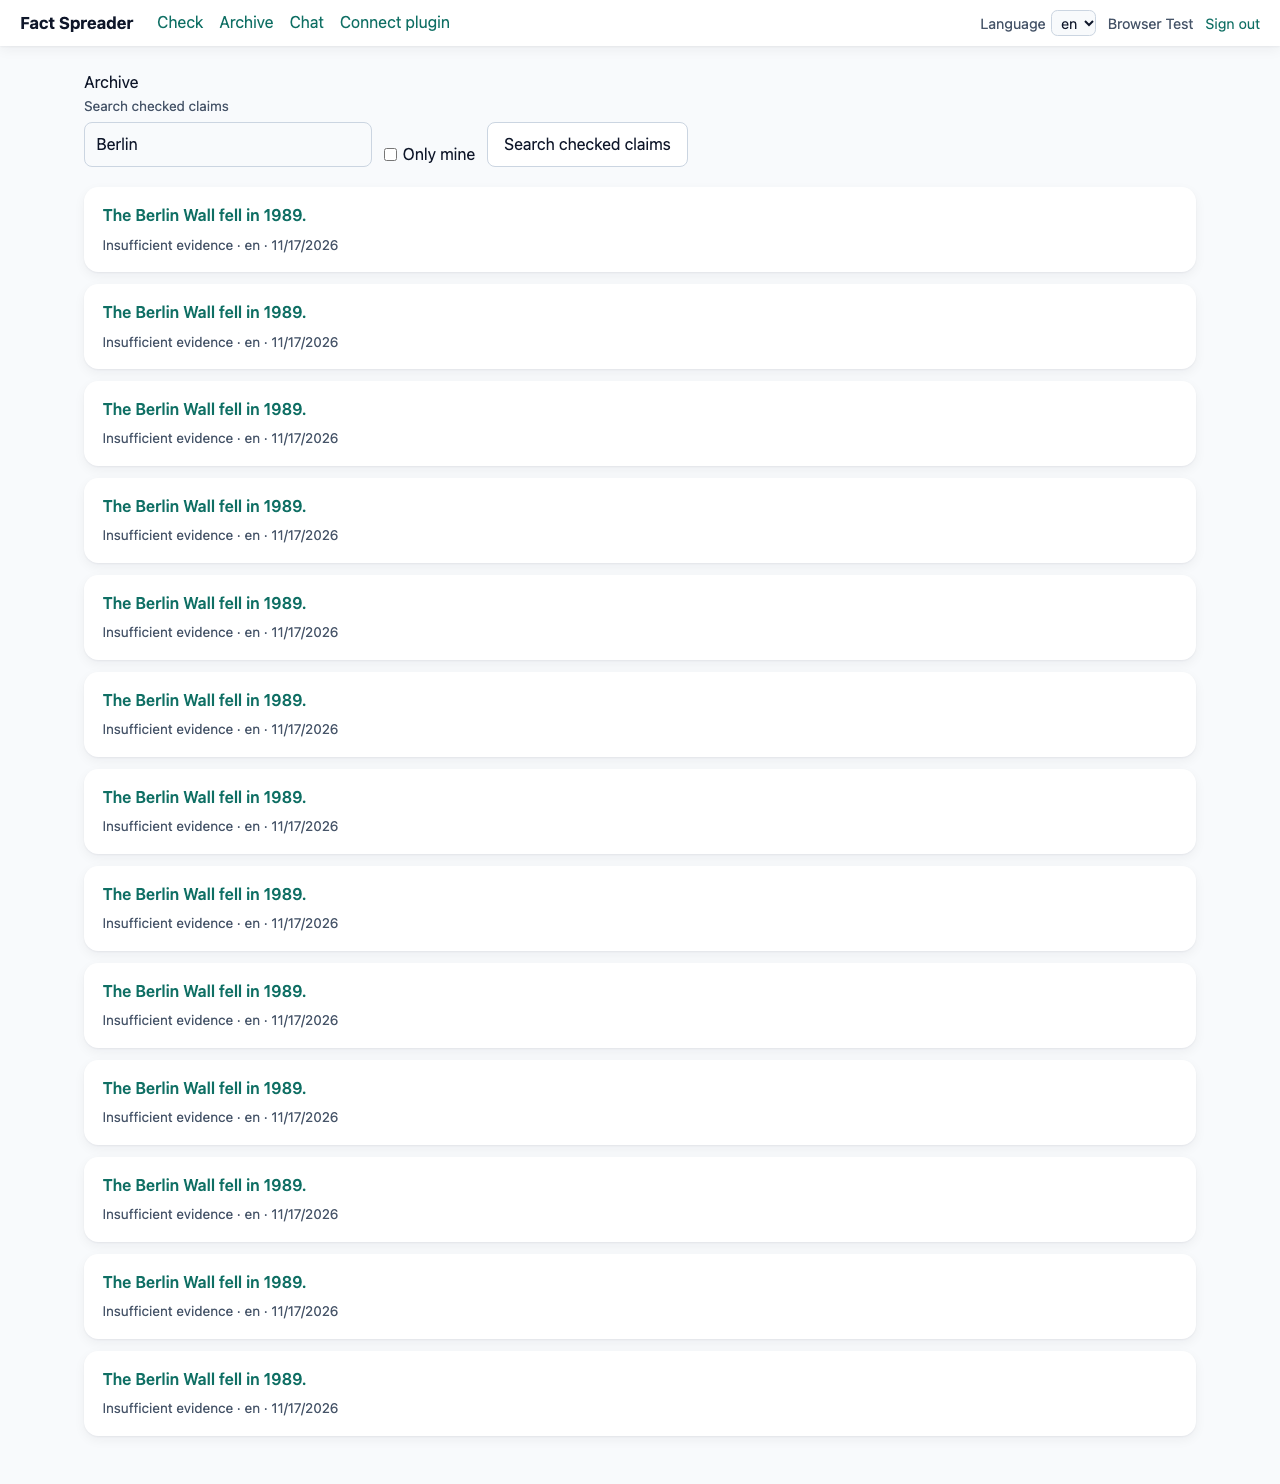 Fact Spreader Check Archive Chat Connect plugin Language en Browser Test Sign out
Archive
Search checked claims
Berlin Only mine Search checked claims
The Berlin Wall fell in 1989.
Insufficient evidence · en · 11/17/2026
The Berlin Wall fell in 1989.
Insufficient evidence · en · 11/17/2026
The Berlin Wall fell in 1989.
Insufficient evidence · en · 11/17/2026
The Berlin Wall fell in 1989.
Insufficient evidence · en · 11/17/2026
The Berlin Wall fell in 1989.
Insufficient evidence · en · 11/17/2026
The Berlin Wall fell in 1989.
Insufficient evidence · en · 11/17/2026
The Berlin Wall fell in 1989.
Insufficient evidence · en · 11/17/2026
The Berlin Wall fell in 1989.
Insufficient evidence · en · 11/17/2026
The Berlin Wall fell in 1989.
Insufficient evidence · en · 11/17/2026
The Berlin Wall fell in 1989.
Insufficient evidence · en · 11/17/2026
The Berlin Wall fell in 1989.
Insufficient evidence · en · 11/17/2026
The Berlin Wall fell in 1989.
Insufficient evidence · en · 11/17/2026
The Berlin Wall fell in 1989.
Insufficient evidence · en · 11/17/2026